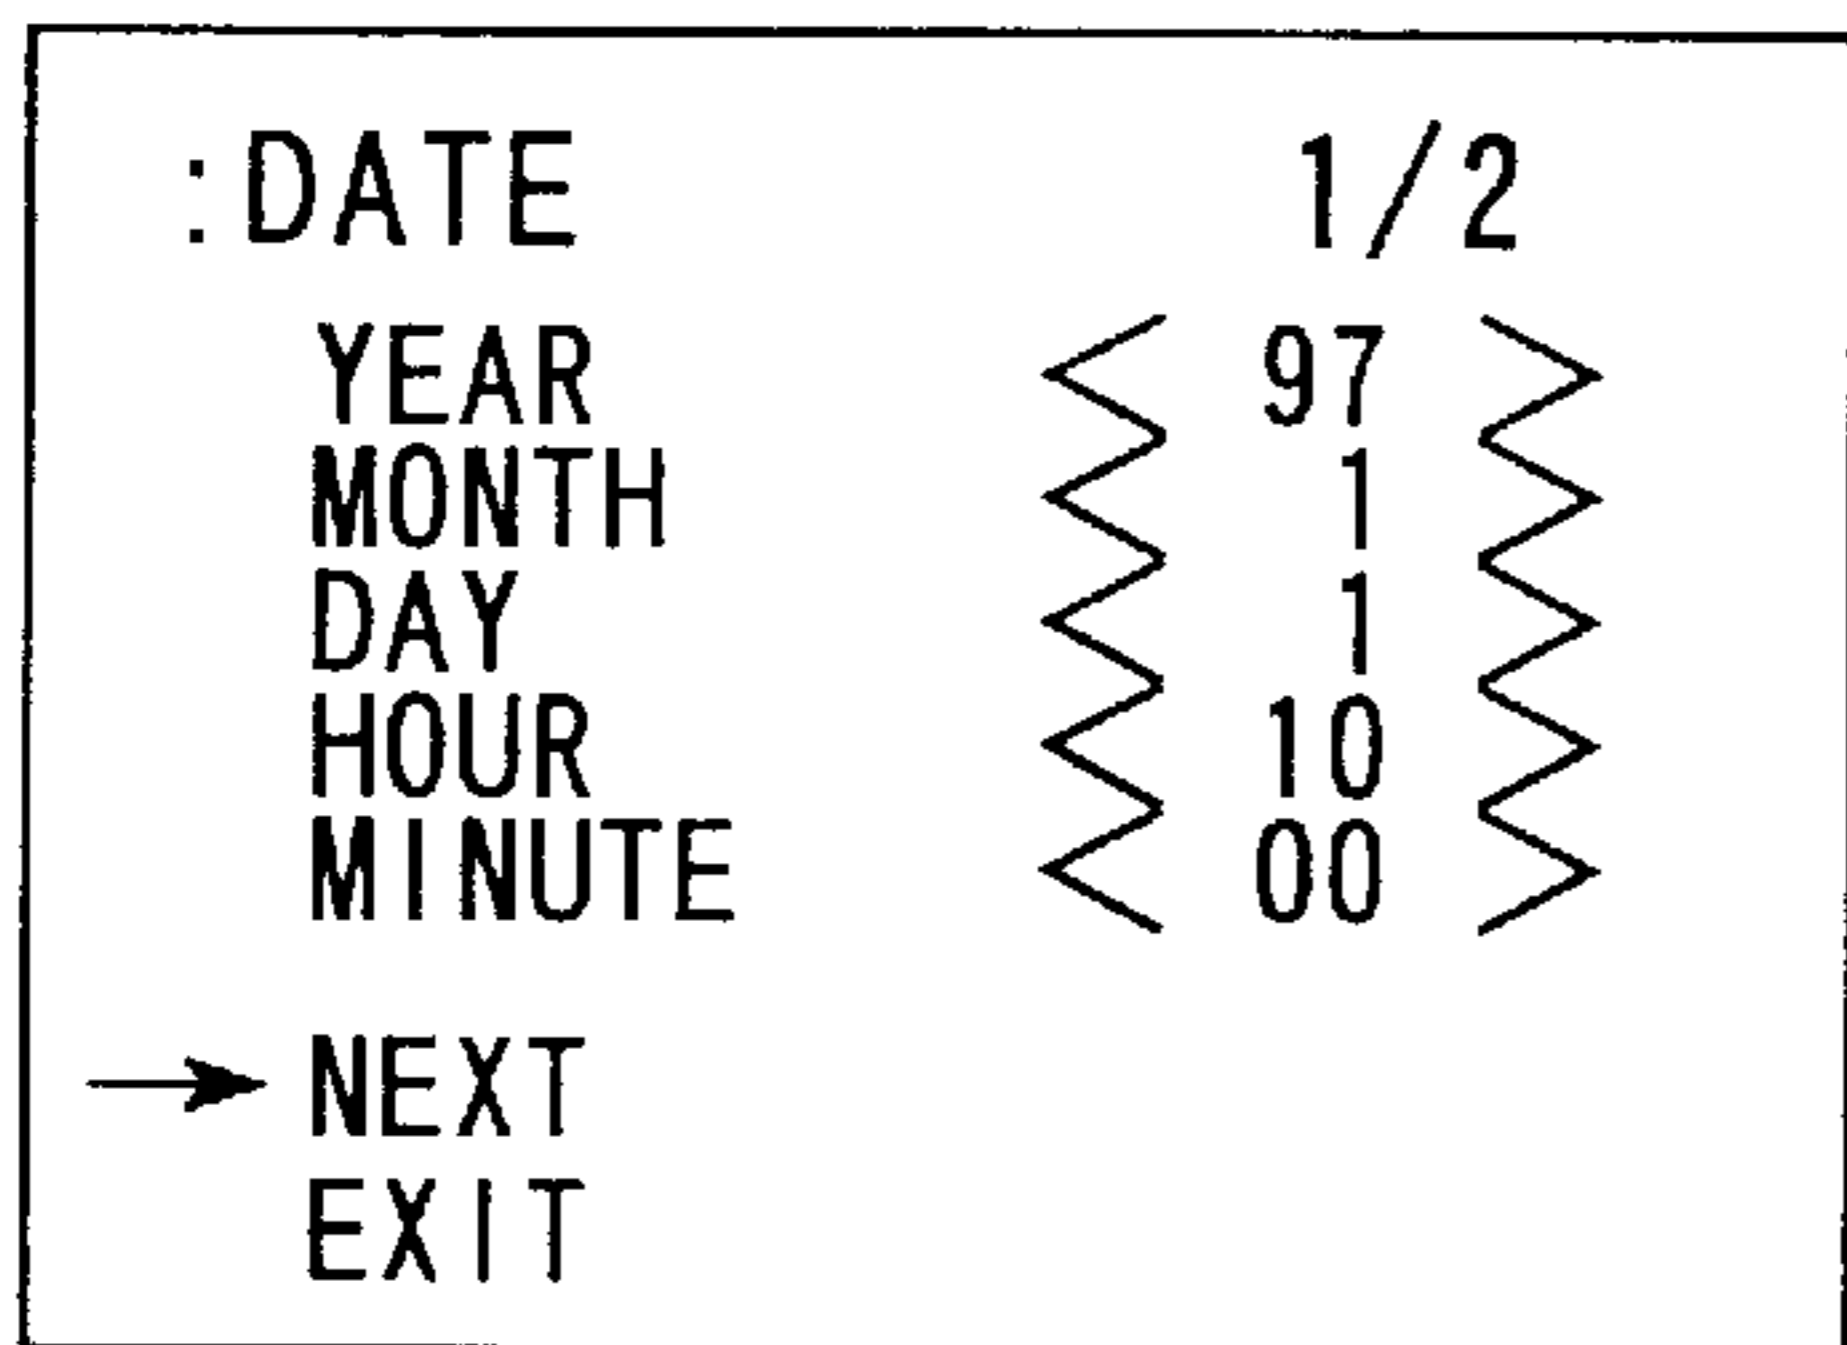 :DATE 1/2
YEAR < 97 >
MONTH < 1 >
DAY < 1 >
HOUR < 10 >
MINUTE < 00 >
→ NEXT
EXIT